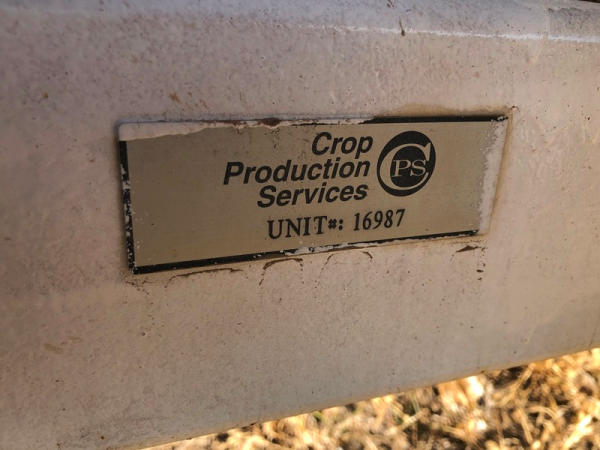 Crop
Production
Services
CPS
UNIT#: 16987